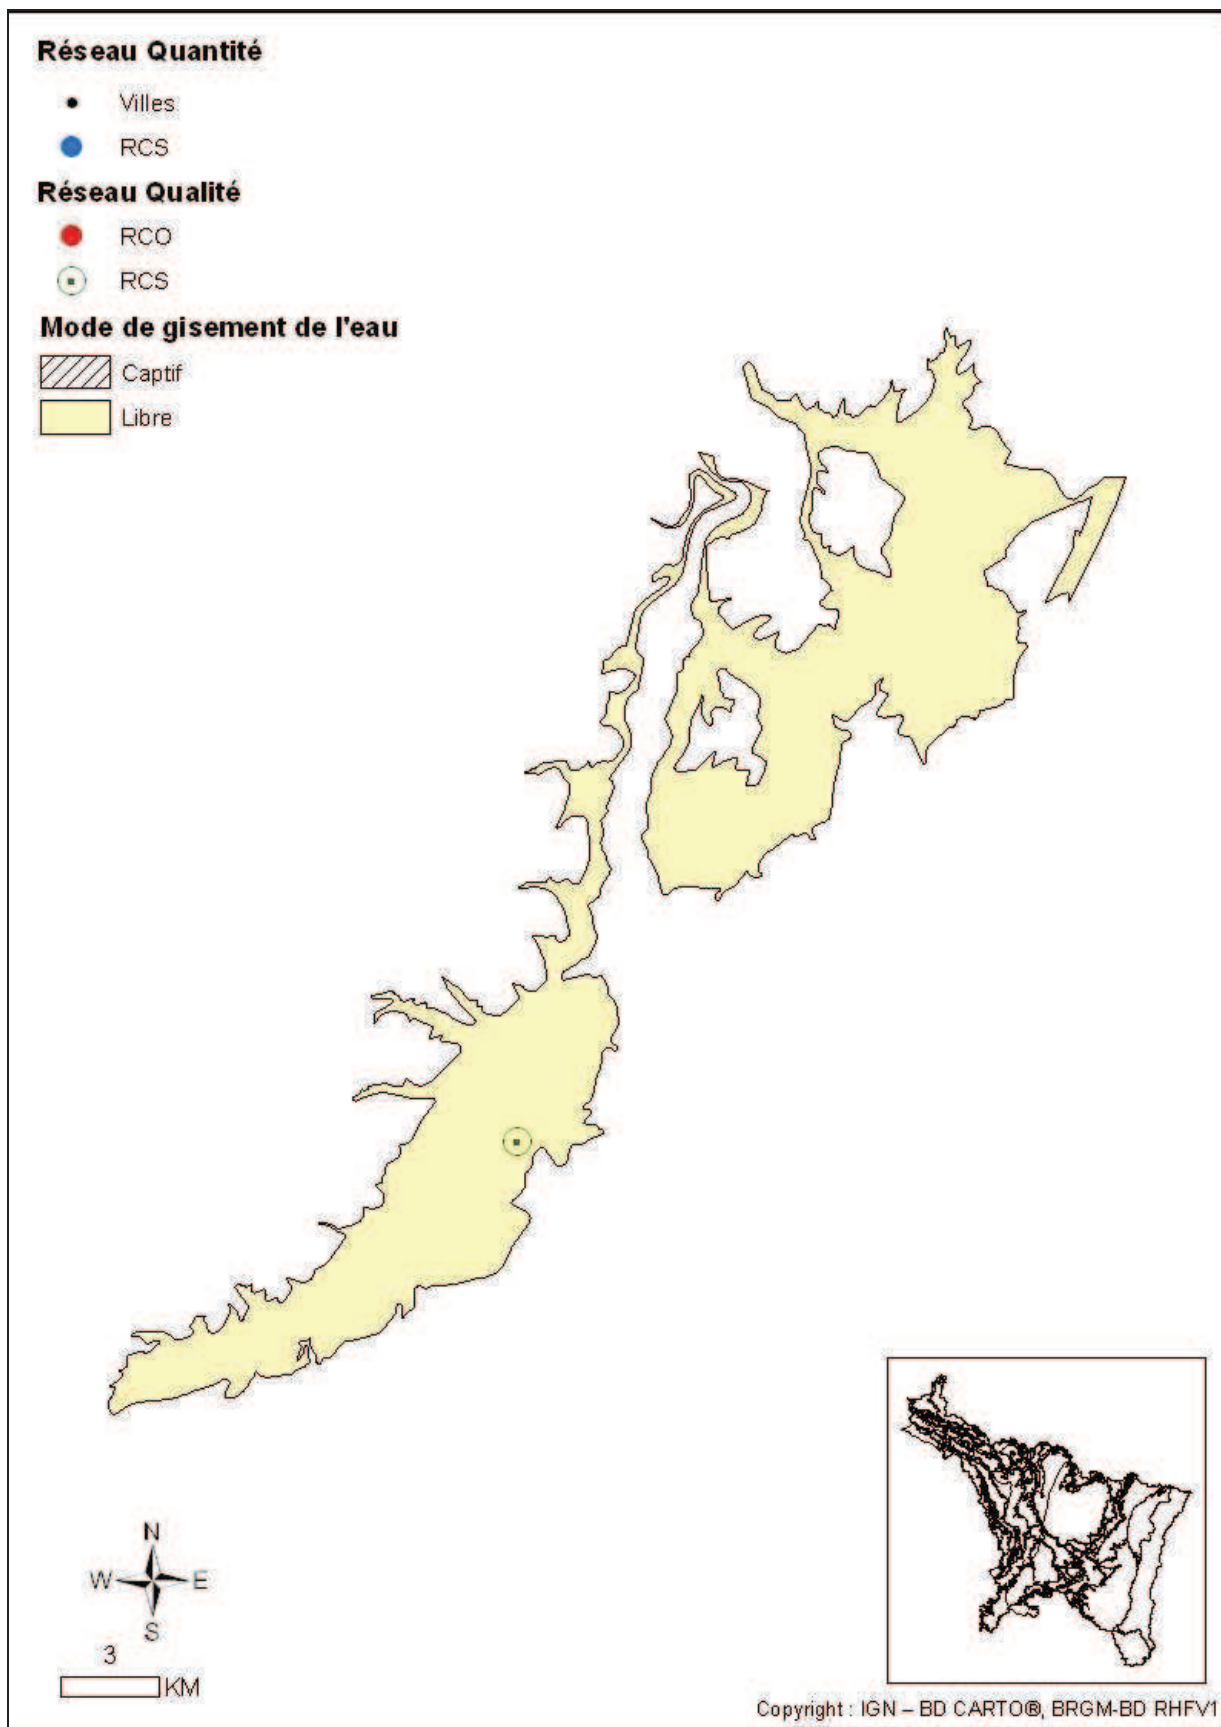 Réseau Quantité
Villes
RCS
Réseau Qualité
RCO
RCS
Mode de gisement de l'eau
Captif
Libre
N
W E
S
3
KM
Copyright : IGN – BD CARTO®, BRGM-BD RHFV1